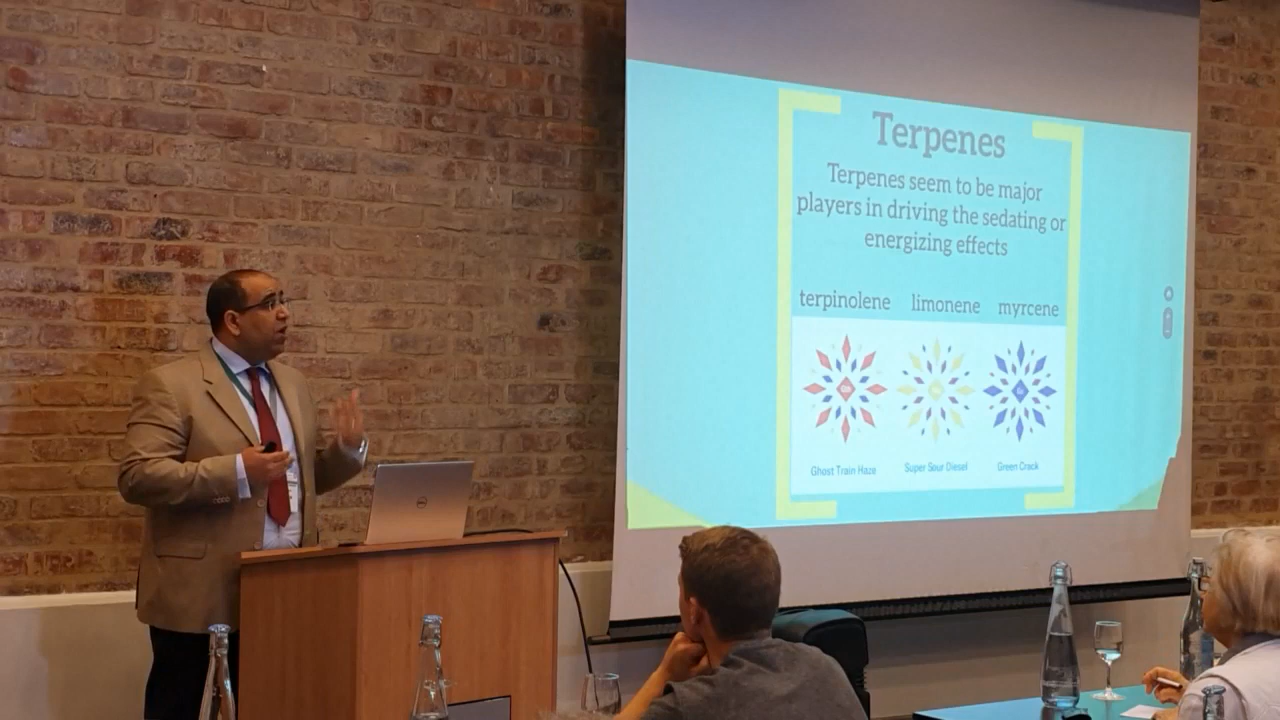 Terpenes
Terpenes seem to be major
players in driving the sedating or
energizing effects
terpinolene limonene myrcene
Ghost Train Haze Super Sour Diesel Green Crack
DELL